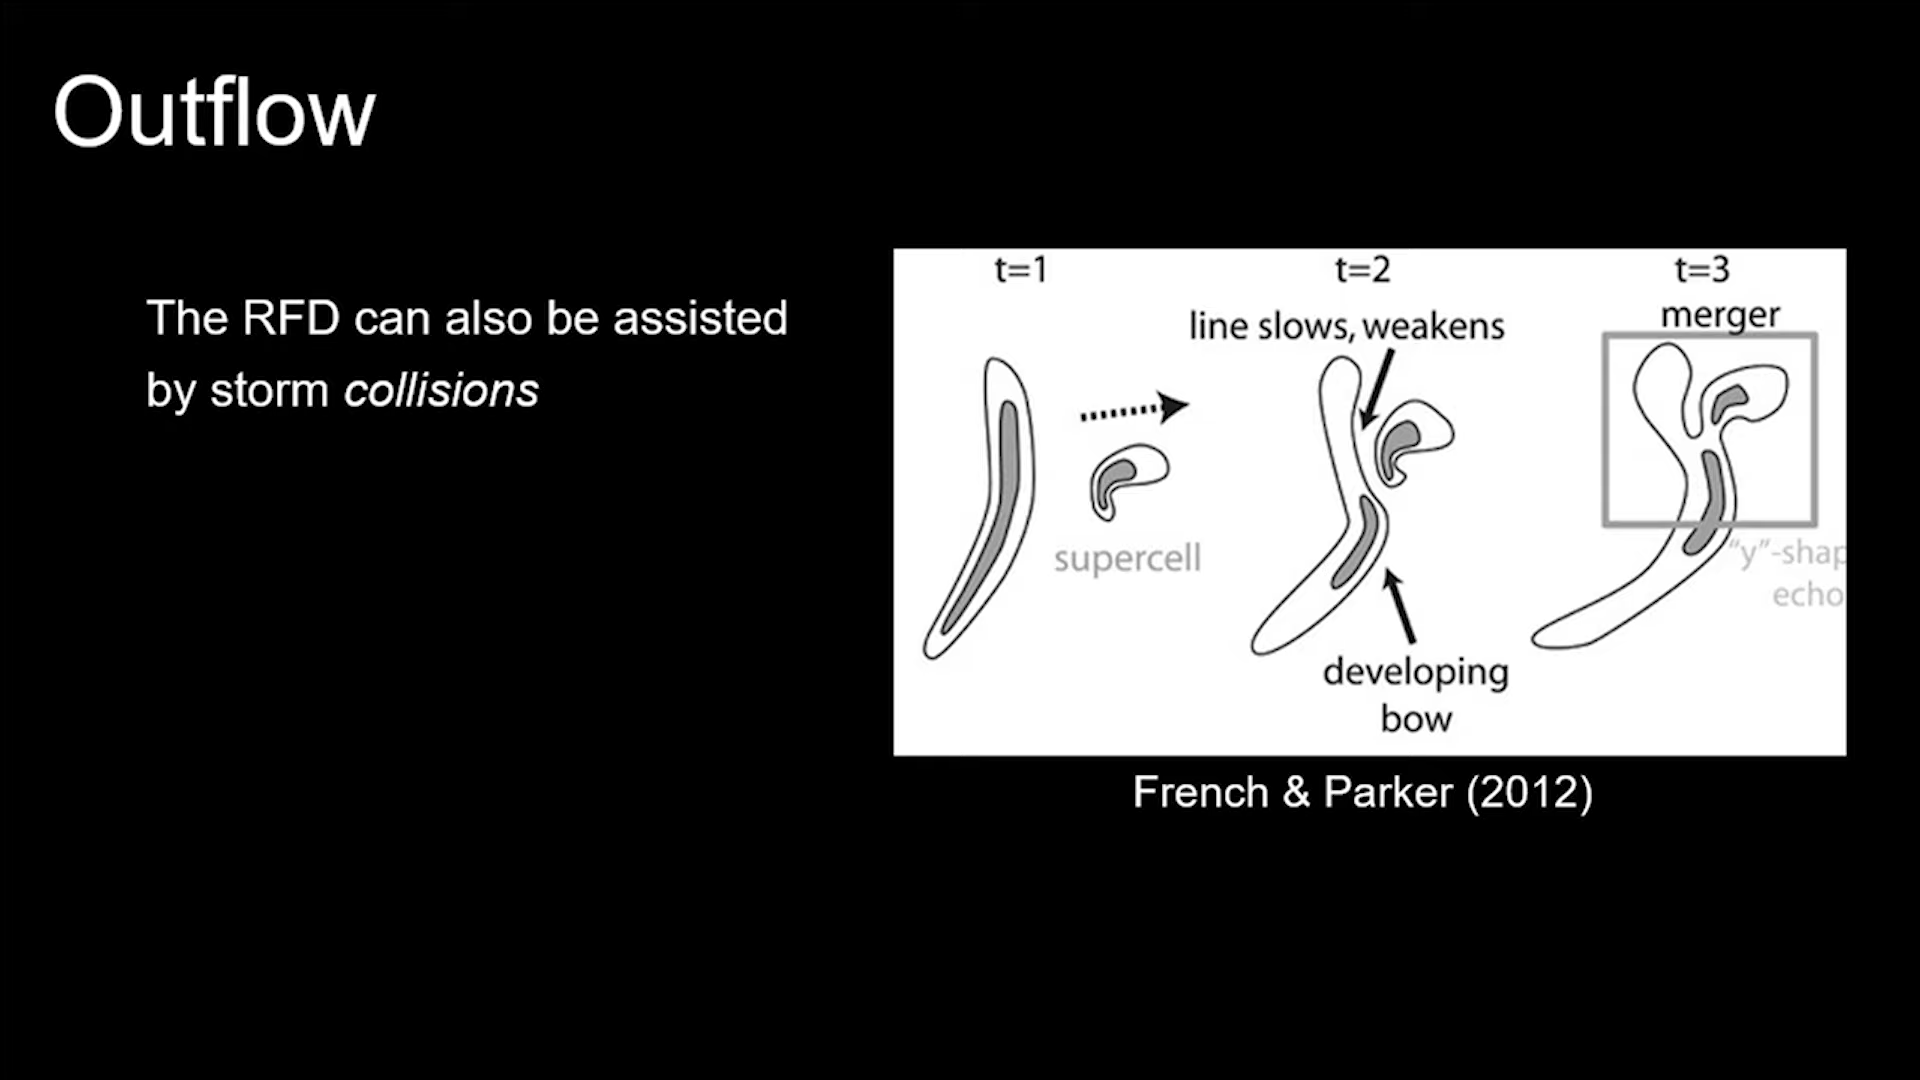 Outflow
The RFD can also be assisted
by storm collisions
t=1
t=2
t=3
line slows, weakens
merger
supercell
"y"-shap
echo
developing
bow
French & Parker (2012)